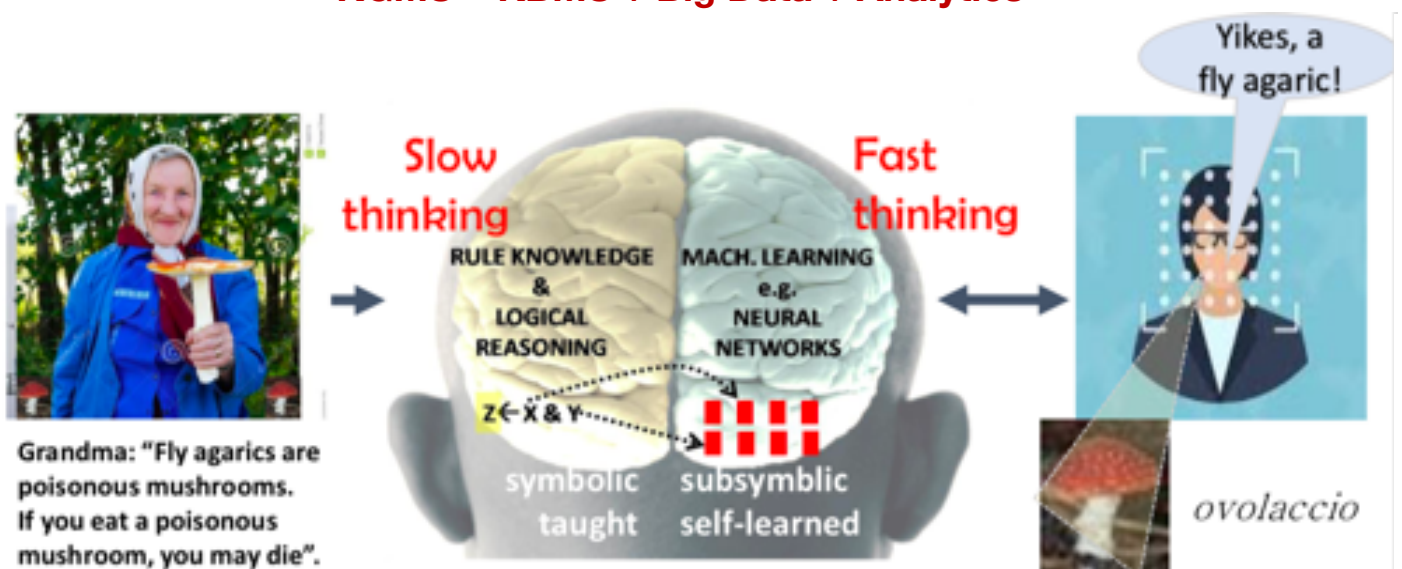 Yikes, a
fly agaric!
Slow
thinking
Fast
thinking
RULE KNOWLEDGE
&
LOGICAL
REASONING
MACH. LEARNING
e.g.
NEURAL
NETWORKS
Z←X & Y
symbolic
taught
subsymblic
self-learned
Grandma: “Fly agarics are
poisonous mushrooms.
If you eat a poisonous
mushroom, you may die”.
ovolaccio